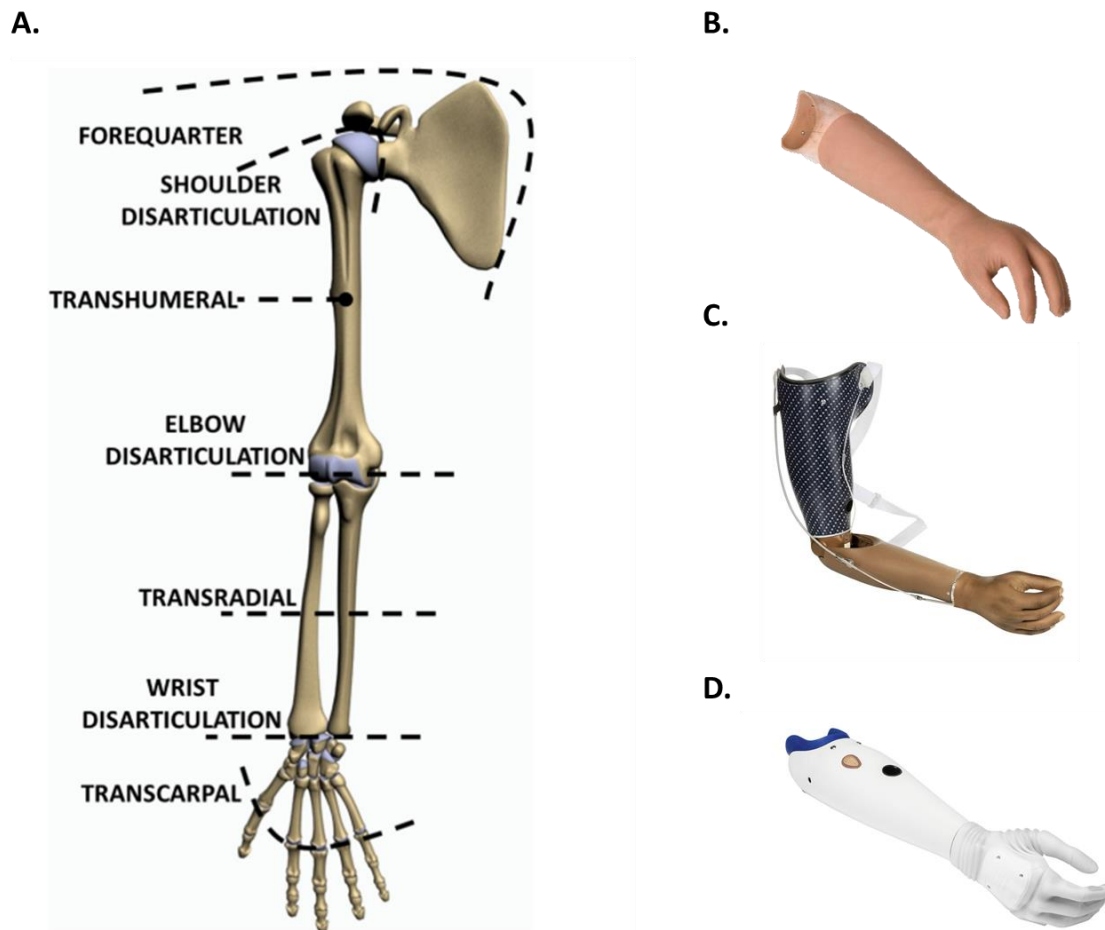 A.
FOREQUARTER
SHOULDER
DISARTICULATION
TRANSHUMERAL
ELBOW
DISARTICULATION
TRANSRADIAL
WRIST
DISARTICULATION
TRANSCARPAL
B.
C.
D.